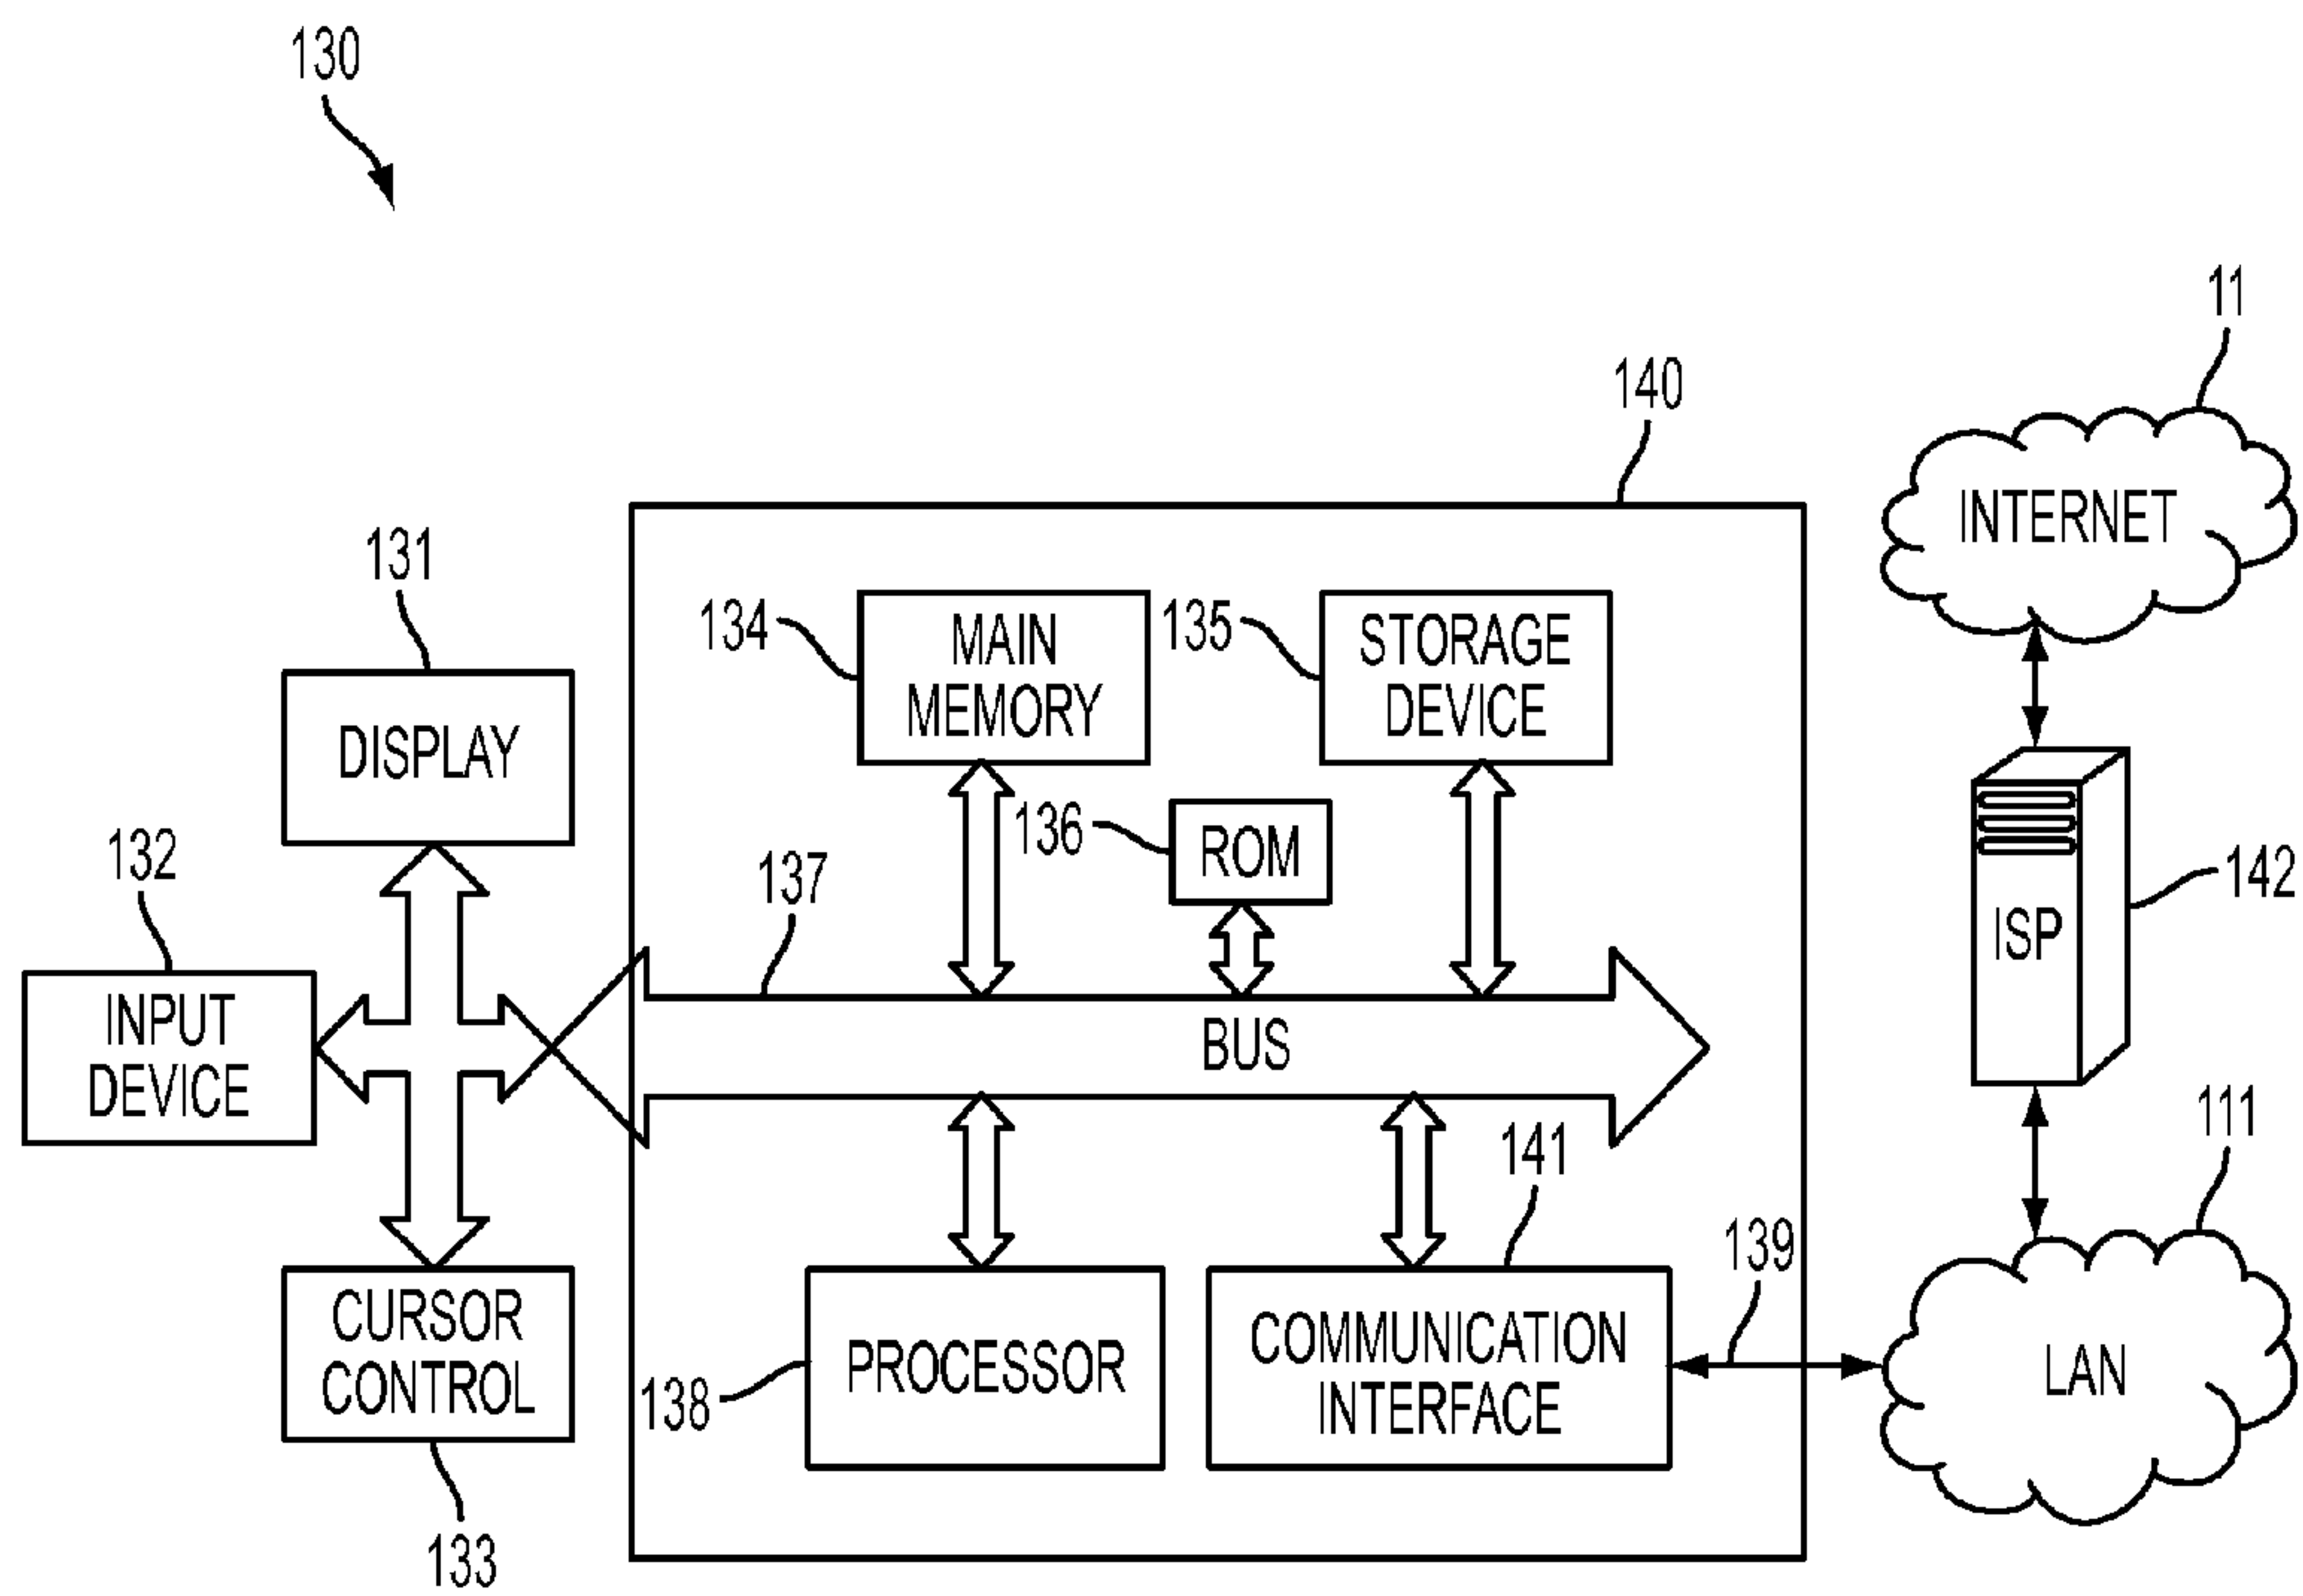 130
11
140
131
134
MAIN
MEMORY
135
STORAGE
DEVICE
INTERNET
DISPLAY
132
136
ROM
137
142
ISP
INPUT
DEVICE
BUS
111
141
139
CURSOR
CONTROL
138
PROCESSOR
COMMUNICATION
INTERFACE
LAN
133